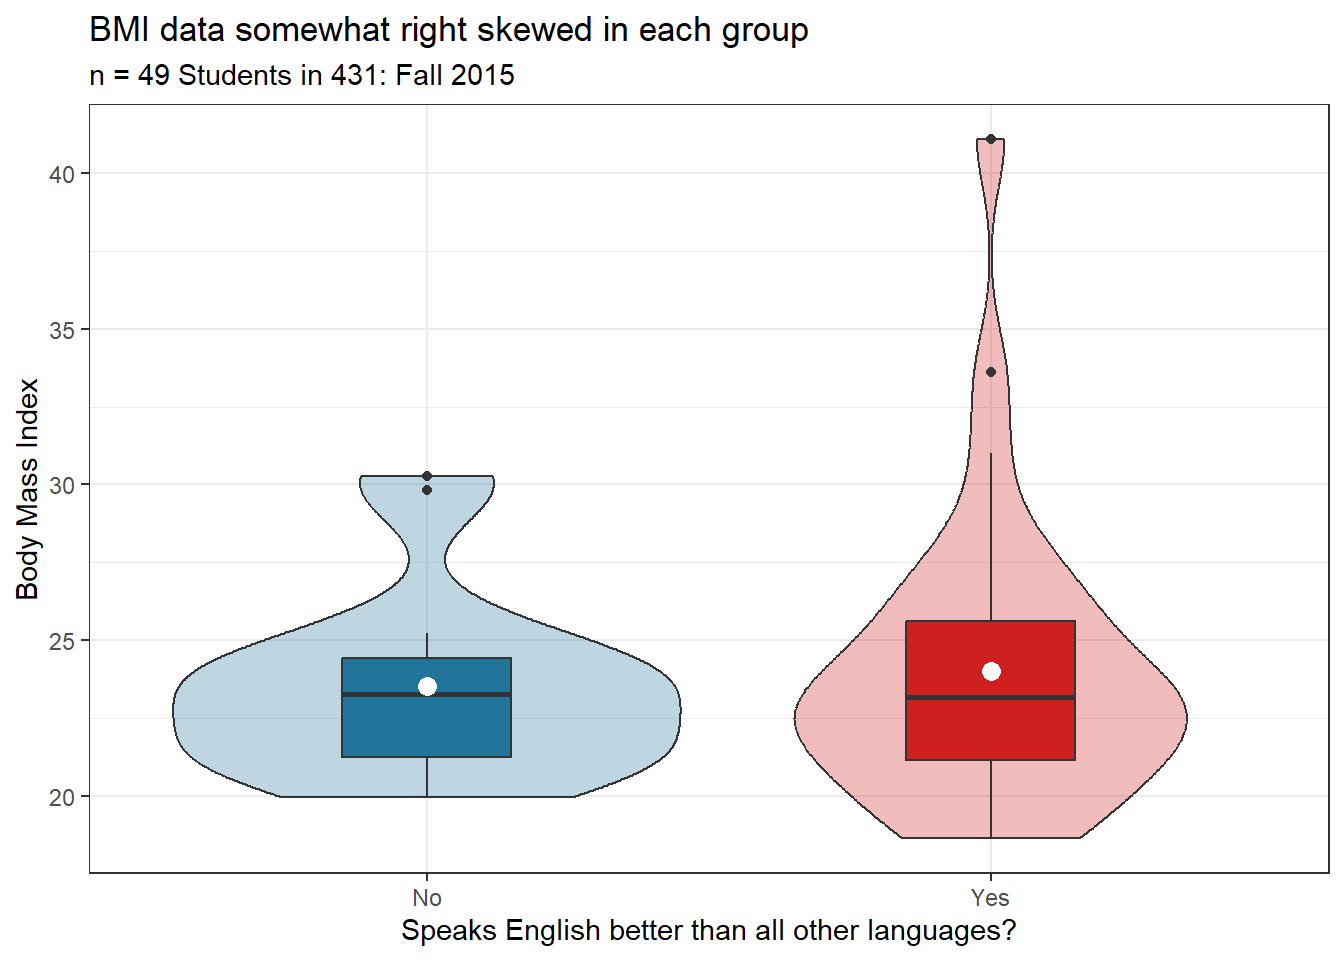 BMI data somewhat right skewed in each group
n = 49 Students in 431: Fall 2015
Body Mass Index
40
35
30
25
20
No
Yes
Speaks English better than all other languages?